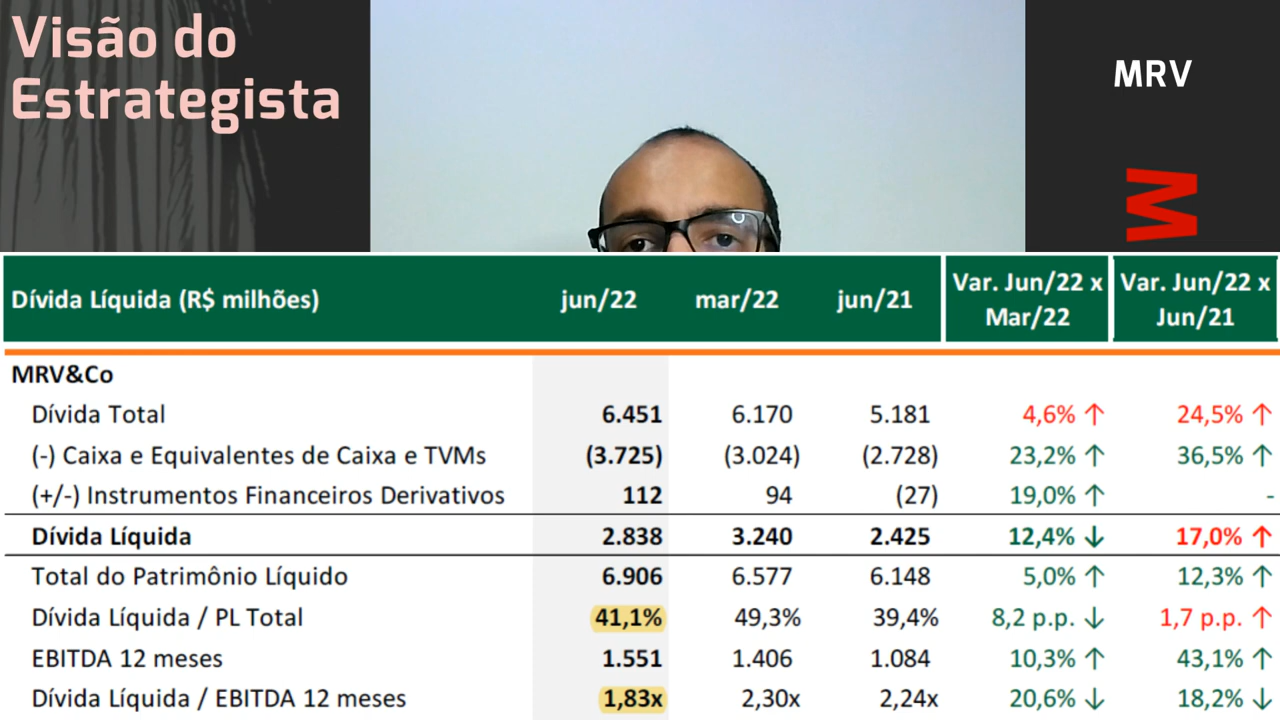 Visão do
Estrategista
MRV
Dívida Líquida (R$ milhões) jun/22 mar/22 jun/21 Var. Jun/22 x Mar/22 Var. Jun/22 x Jun/21
MRV&Co
Dívida Total 6.451 6.170 5.181 4,6% ↑ 24,5% ↑
(-) Caixa e Equivalentes de Caixa e TVMs (3.725) (3.024) (2.728) 23,2% ↑ 36,5% ↑
(+/-) Instrumentos Financeiros Derivativos 112 94 (27) 19,0% ↑ -
Dívida Líquida 2.838 3.240 2.425 12,4% ↓ 17,0% ↑
Total do Patrimônio Líquido 6.906 6.577 6.148 5,0% ↑ 12,3% ↑
Dívida Líquida / PL Total 41,1% 49,3% 39,4% 8,2 p.p. ↓ 1,7 p.p. ↑
EBITDA 12 meses 1.551 1.406 1.084 10,3% ↑ 43,1% ↑
Dívida Líquida / EBITDA 12 meses 1,83x 2,30x 2,24x 20,6% ↓ 18,2% ↓